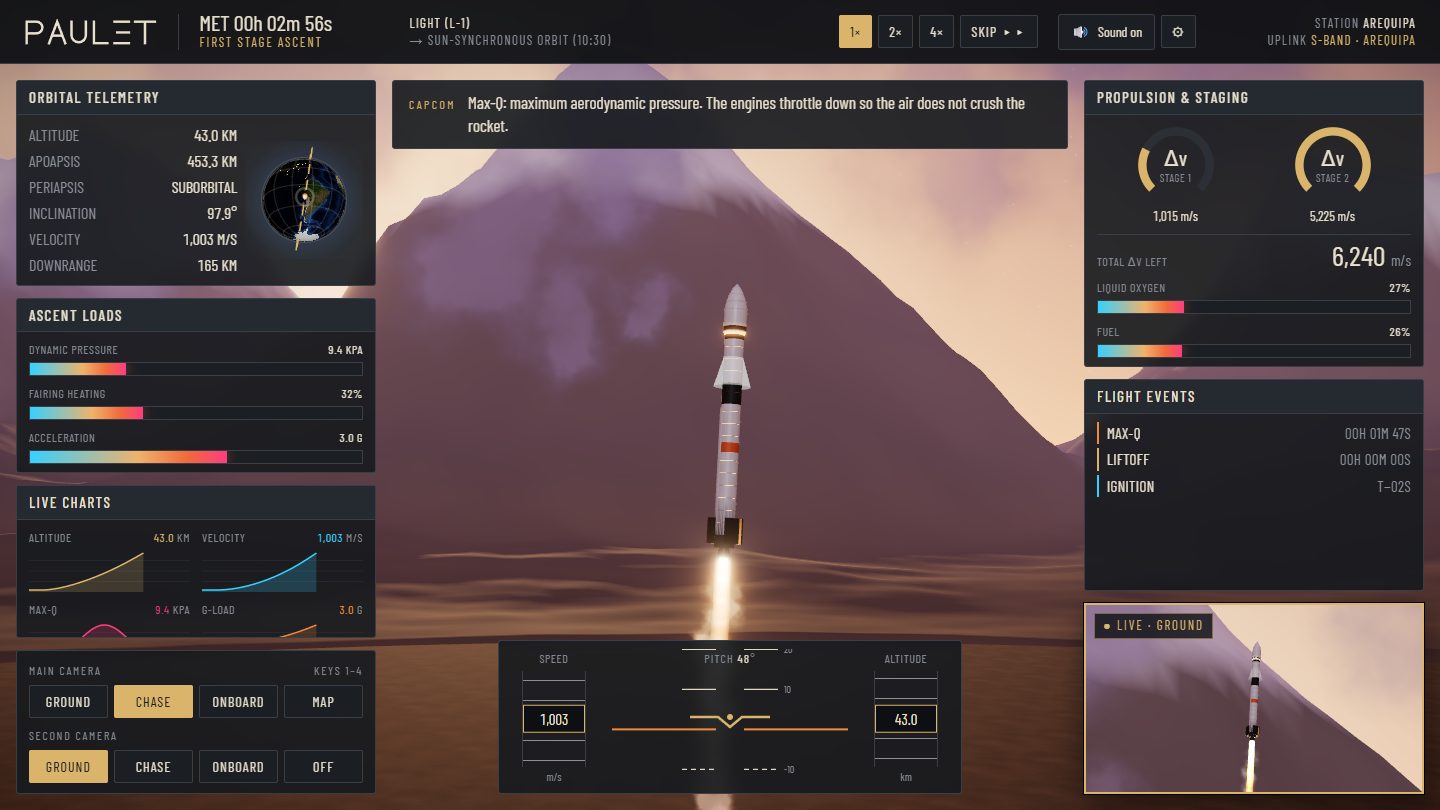 PAULET
MET 00h 02m 56s
FIRST STAGE ASCENT
LIGHT (L-1)
→ SUN-SYNCHRONOUS ORBIT (10:30)
1×
2×
4×
SKIP ▸▸
Sound on
STATION AREQUIPA
UPLINK S-BAND · AREQUIPA
ORBITAL TELEMETRY
ALTITUDE 43,0 KM
APOAPSIS 453,3 KM
PERIAPSIS SUBORBITAL
INCLINATION 97,9°
VELOCITY 1,003 M/S
DOWNRANGE 165 KM
ASCENT LOADS
DYNAMIC PRESSURE 9.4 KPA
FAIRING HEATING 32%
ACCELERATION 3.0 G
LIVE CHARTS
ALTITUDE 43.0 KM
VELOCITY 1,003 M/S
MAX-Q 9.4 KPA
G-LOAD 3.0 G
MAIN CAMERA KEYS 1–4
GROUND
CHASE
ONBOARD
MAP
SECOND CAMERA
GROUND
CHASE
ONBOARD
OFF
CAPCOM Max-Q: maximum aerodynamic pressure. The engines throttle down so the air does not crush the
rocket.
SPEED
1,003
m/s
PITCH 48°
20
10
-10
ALTITUDE
43.0
km
PROPULSION & STAGING
Δv
STAGE 1
1,015 m/s
Δv
STAGE 2
5,225 m/s
TOTAL ΔV LEFT 6,240 m/s
LIQUID OXYGEN 27%
FUEL 26%
FLIGHT EVENTS
MAX-Q 00H 01M 47S
LIFTOFF 00H 00M 00S
IGNITION T−02S
● LIVE · GROUND